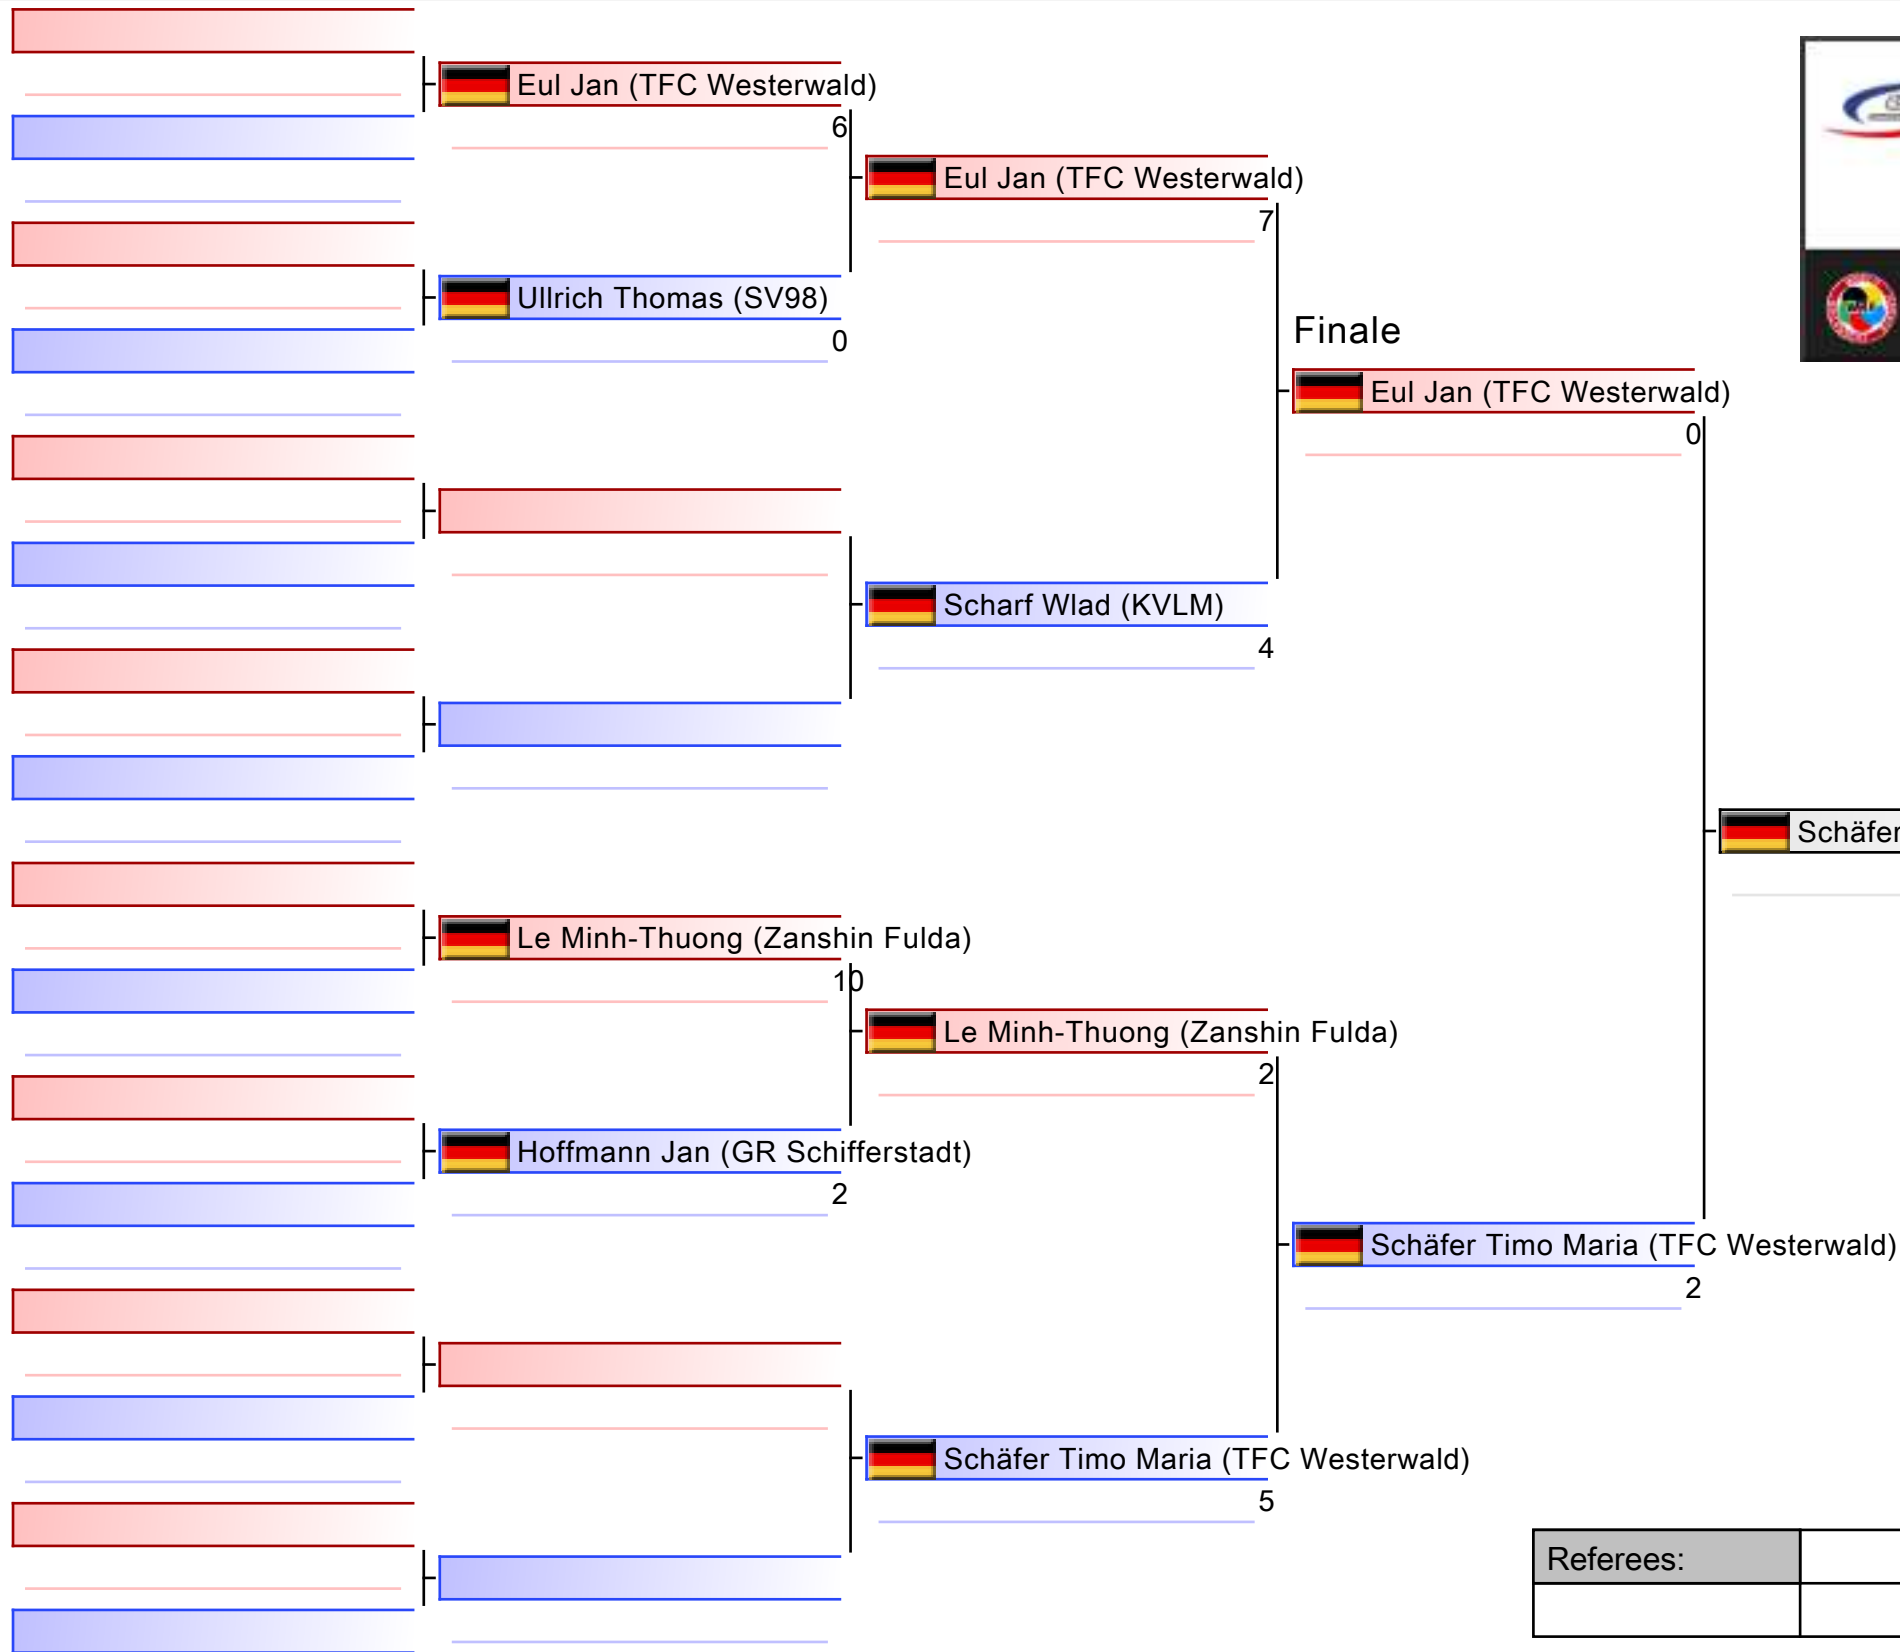 Eul Jan (TFC Westerwald)
6
Ullrich Thomas (SV98)
0
Eul Jan (TFC Westerwald)
7
Scharf Wlad (KVLM)
4
Finale
Eul Jan (TFC Westerwald)
0
Schäfer
Le Minh-Thuong (Zanshin Fulda)
10
Hoffmann Jan (GR Schifferstadt)
2
Le Minh-Thuong (Zanshin Fulda)
2
Schäfer Timo Maria (TFC Westerwald)
5
Schäfer Timo Maria (TFC Westerwald)
2
Referees: